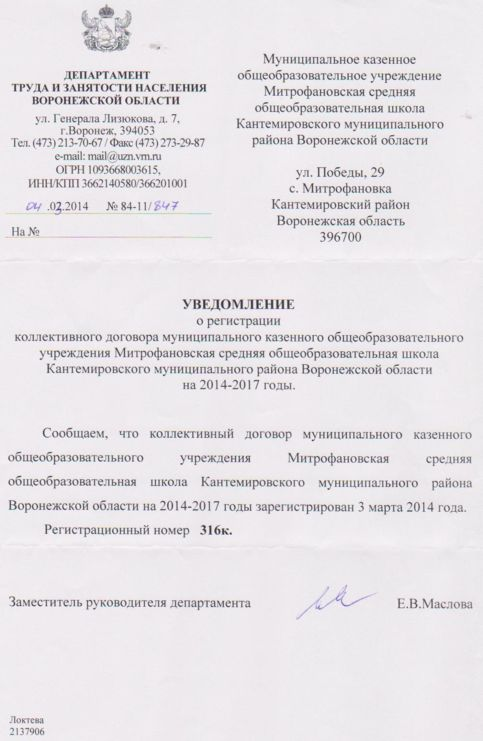 ДЕПАРТАМЕНТ
ТРУДА И ЗАНЯТОСТИ НАСЕЛЕНИЯ
ВОРОНЕЖСКОЙ ОБЛАСТИ
ул. Генерала Лизюкова, д. 7,
г.Воронеж, 394053
Тел. (473) 213-70-67 / Факс (473) 273-29-87
e-mail: mail@uzn.vrn.ru
ОГРН 1093668003615,
ИНН/КПП 3662140580/366201001
04 .03.2014 № 84-11/847
На №
Муниципальное казенное
общеобразовательное учреждение
Митрофановская средняя
общеобразовательная школа
Кантемировского муниципального
района Воронежской области
ул. Победы, 29
с. Митрофановка
Кантемировский район
Воронежская область
396700
УВЕДОМЛЕНИЕ
о регистрации
коллективного договора муниципального казенного общеобразовательного
учреждения Митрофановская средняя общеобразовательная школа
Кантемировского муниципального района Воронежской области
на 2014-2017 годы.
Сообщаем, что коллективный договор муниципального казенного
общеобразовательного учреждения Митрофановская средняя
общеобразовательная школа Кантемировского муниципального района
Воронежской области на 2014-2017 годы зарегистрирован 3 марта 2014 года.
Регистрационный номер 316к.
Заместитель руководителя департамента Е.В.Маслова
Локтева
2137906